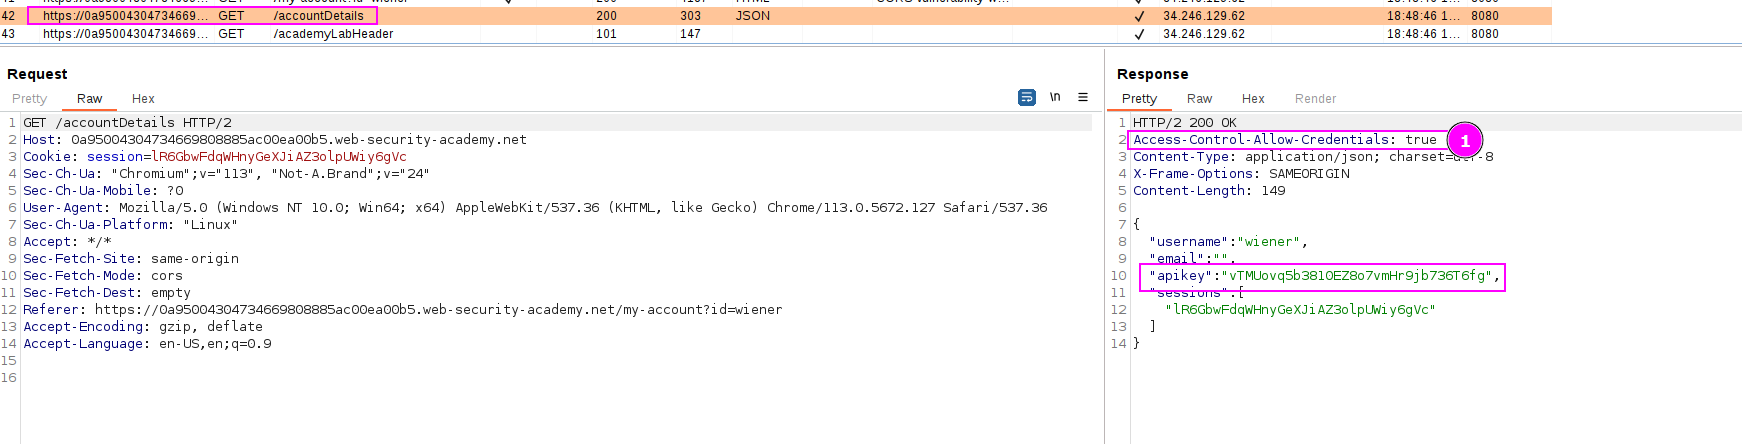 42 https://0a95004304734669... GET /accountDetails 200 303 JSON ✓ 34.246.129.62 18:48:46 1... 8080
43 https://0a95004304734669... GET /academyLabHeader 101 147 ✓ 34.246.129.62 18:48:46 1... 8080
Request
Pretty Raw Hex \n
1 GET /accountDetails HTTP/2
2 Host: 0a95004304734669808885ac00ea00b5.web-security-academy.net
3 Cookie: session=lR6GbwFdqWHnyGeXJiAZ3olpUWiy6gVc
4 Sec-Ch-Ua: "Chromium";v="113", "Not-A.Brand";v="24"
5 Sec-Ch-Ua-Mobile: ?0
6 User-Agent: Mozilla/5.0 (Windows NT 10.0; Win64; x64) AppleWebKit/537.36 (KHTML, like Gecko) Chrome/113.0.5672.127 Safari/537.36
7 Sec-Ch-Ua-Platform: "Linux"
8 Accept: */*
9 Sec-Fetch-Site: same-origin
10 Sec-Fetch-Mode: cors
11 Sec-Fetch-Dest: empty
12 Referer: https://0a95004304734669808885ac00ea00b5.web-security-academy.net/my-account?id=wiener
13 Accept-Encoding: gzip, deflate
14 Accept-Language: en-US,en;q=0.9
15
16
Response
Pretty Raw Hex Render
1 HTTP/2 200 OK
2 Access-Control-Allow-Credentials: true 1
3 Content-Type: application/json; charset=utf-8
4 X-Frame-Options: SAMEORIGIN
5 Content-Length: 149
6
7 {
8 "username":"wiener",
9 "email":"",
10 "apikey":"vTMUovq5b3810EZ8o7vmHr9jb736T6fg",
11 "sessions":[
12 "lR6GbwFdqWHnyGeXJiAZ3olpUWiy6gVc"
13 ]
14 }